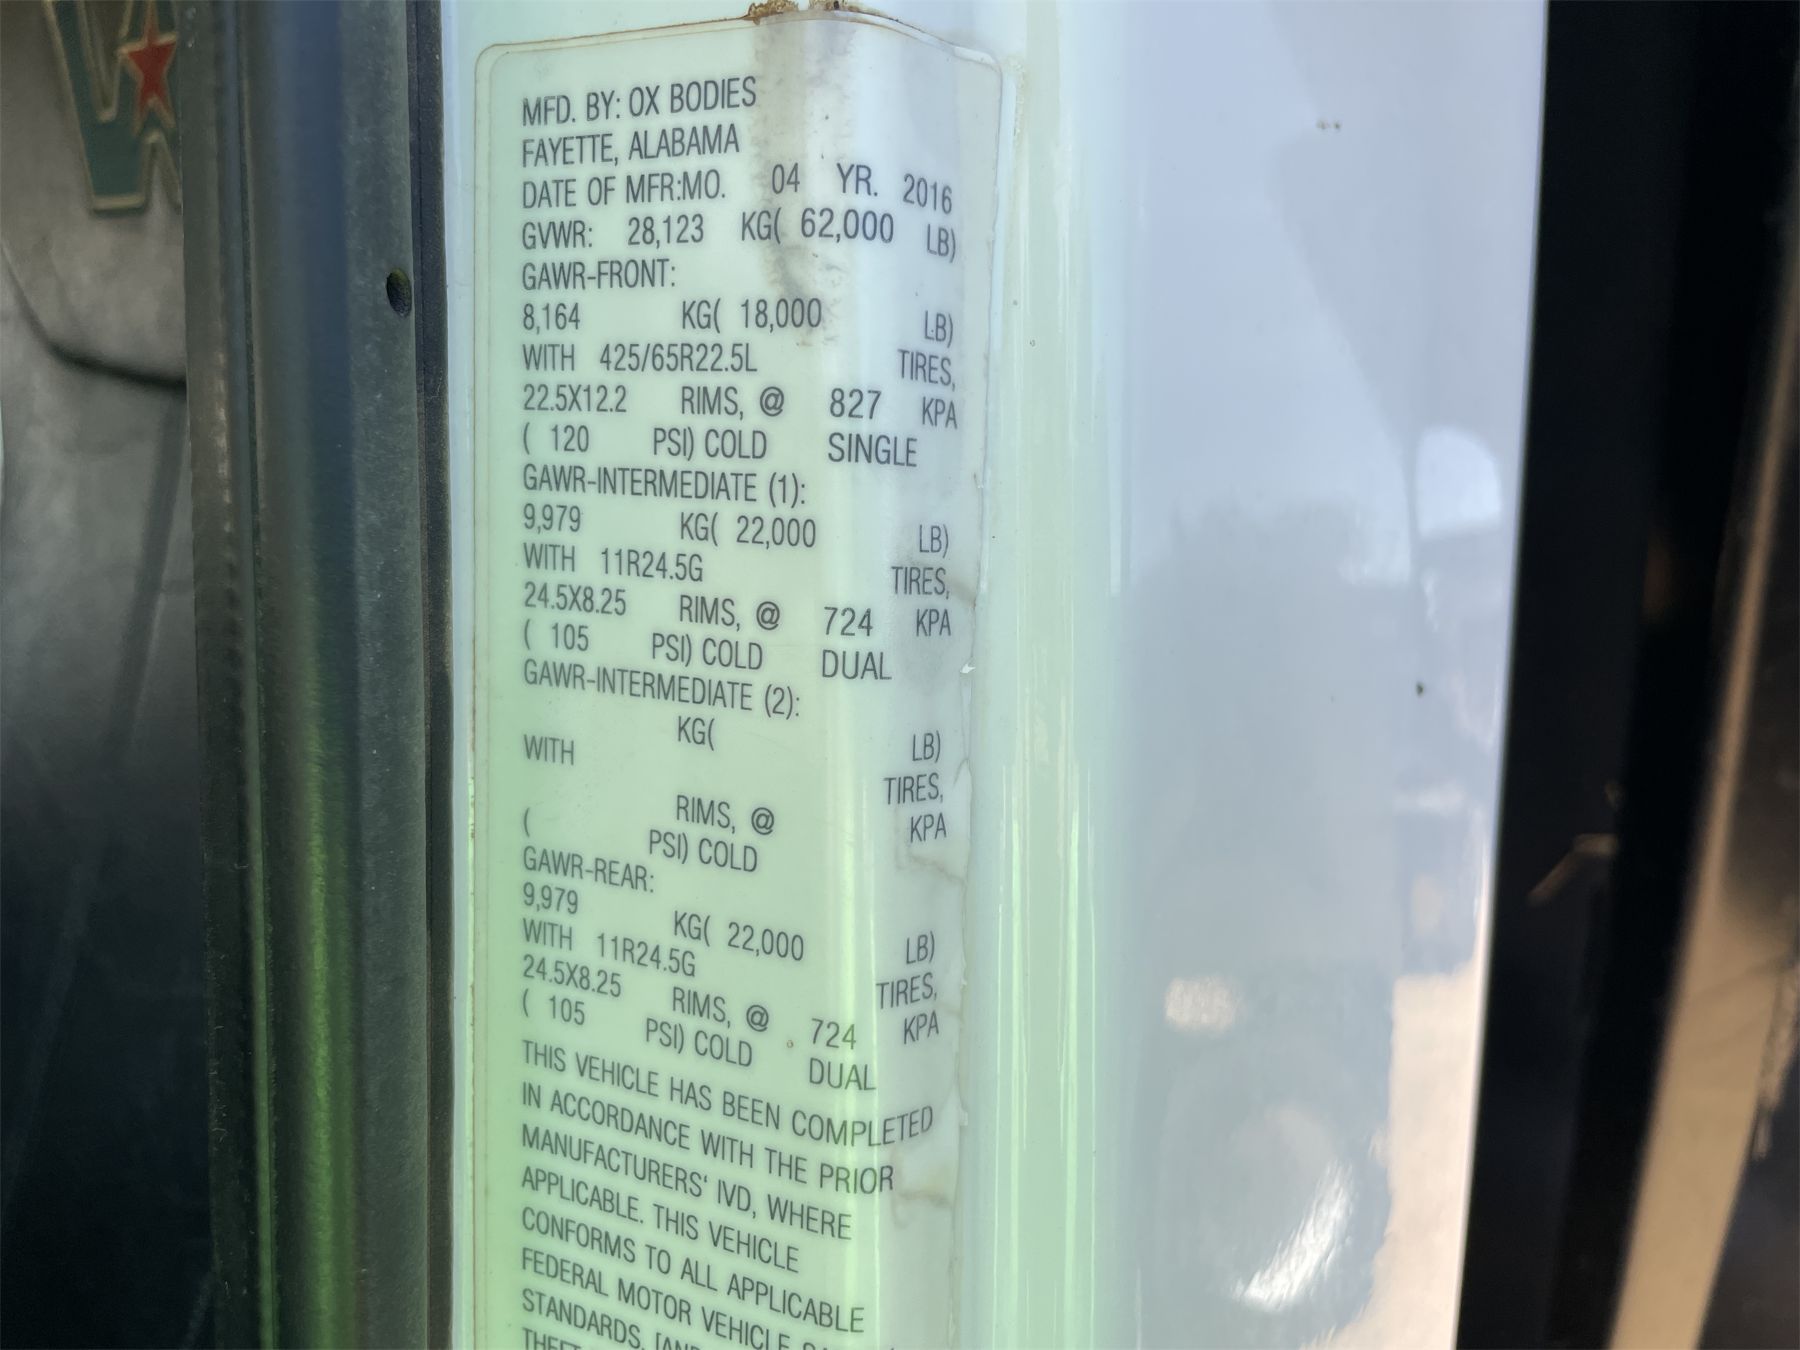 MFD. BY: OX BODIES
FAYETTE, ALABAMA
DATE OF MFR:MO. 04 YR. 2016
GVWR: 28,123 KG( 62,000 LB)
GAWR-FRONT:
8,164 KG( 18,000 LB)
WITH 425/65R22.5L TIRES,
22.5X12.2 RIMS, @ 827 KPA
( 120 PSI) COLD SINGLE
GAWR-INTERMEDIATE (1):
9,979 KG( 22,000 LB)
WITH 11R24.5G TIRES,
24.5X8.25 RIMS, @ 724 KPA
( 105 PSI) COLD DUAL
GAWR-INTERMEDIATE (2):
KG( LB)
WITH TIRES,
RIMS, @ KPA
( PSI) COLD
GAWR-REAR:
9,979 KG( 22,000 LB)
WITH 11R24.5G TIRES,
24.5X8.25 RIMS, @ 724 KPA
( 105 PSI) COLD DUAL
THIS VEHICLE HAS BEEN COMPLETED
IN ACCORDANCE WITH THE PRIOR
MANUFACTURERS' IVD, WHERE
APPLICABLE. THIS VEHICLE
CONFORMS TO ALL APPLICABLE
FEDERAL MOTOR VEHICLE
STANDARDS,